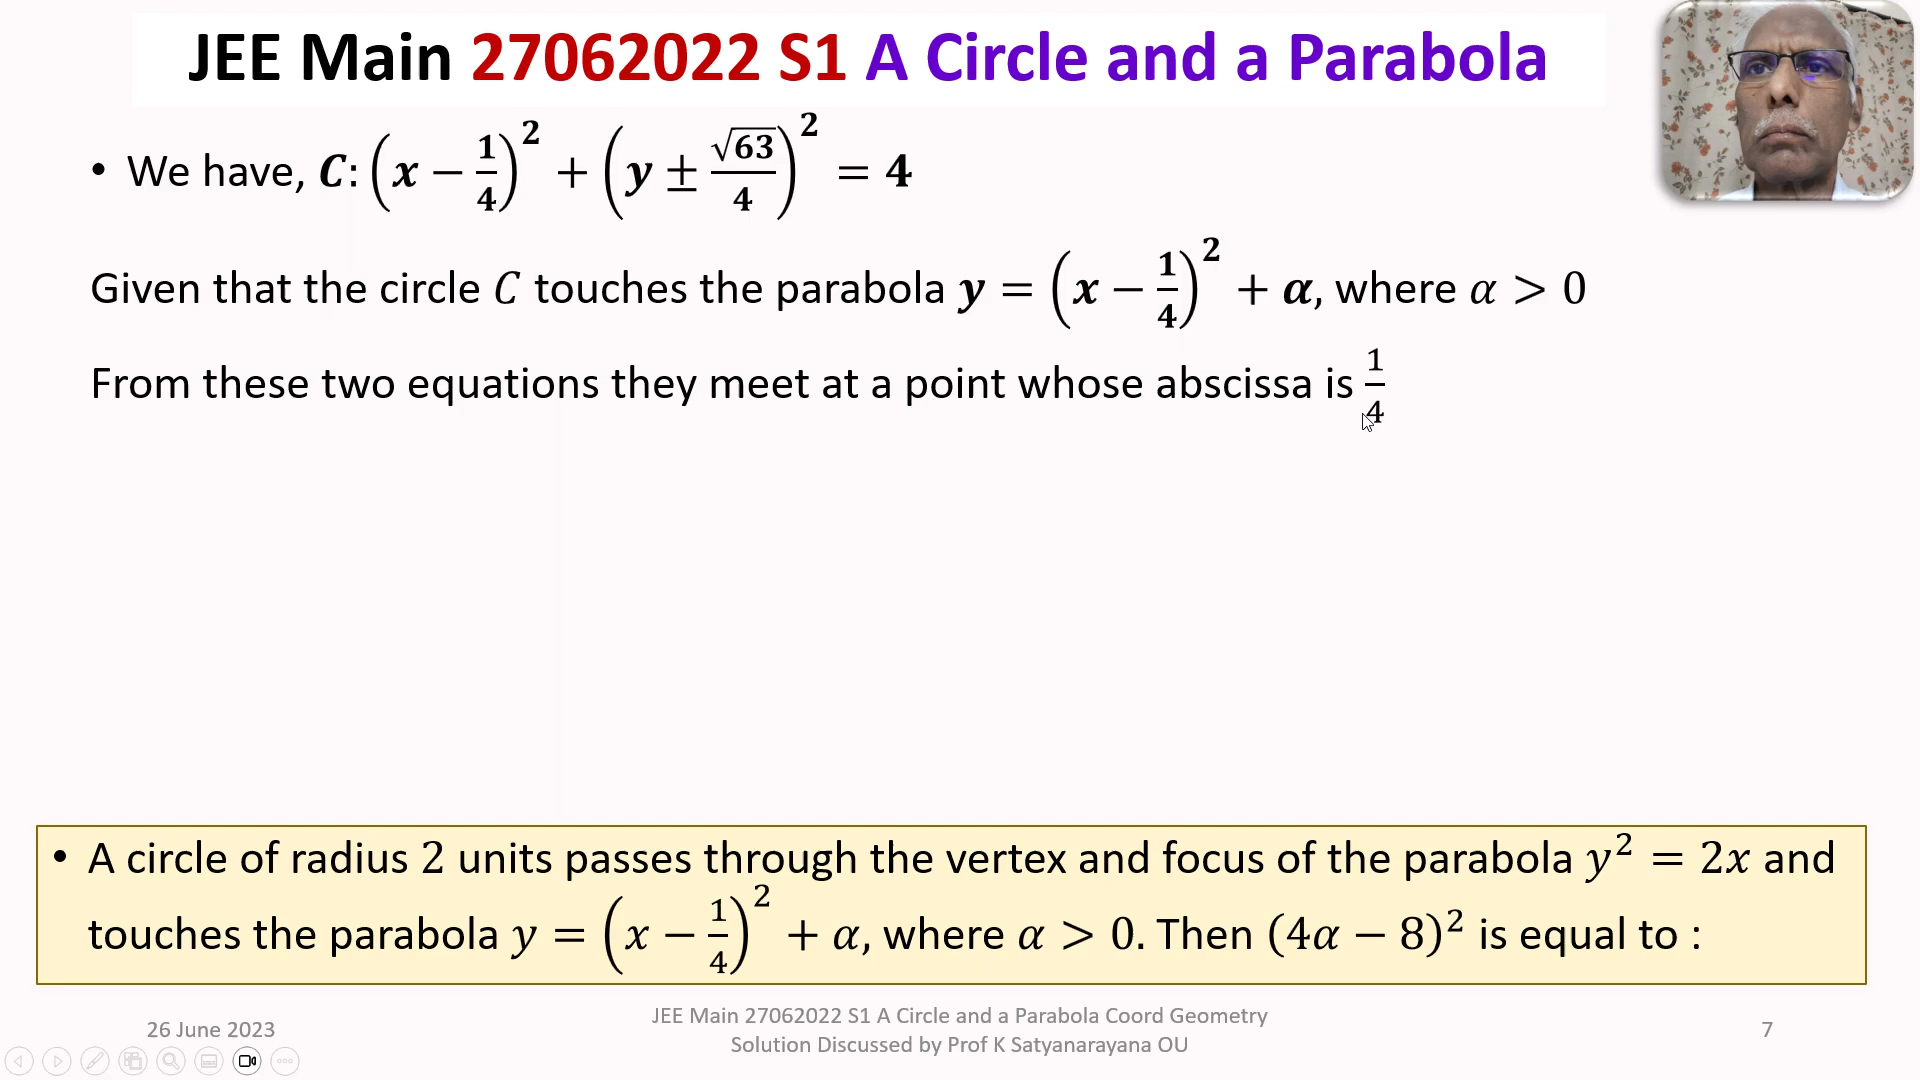 JEE Main 27062022 S1 A Circle and a Parabola
• We have, C: (x − 1/4)² + (y ± √63/4)² = 4
Given that the circle C touches the parabola y = (x − 1/4)² + α, where α > 0
From these two equations they meet at a point whose abscissa is 1/4
• A circle of radius 2 units passes through the vertex and focus of the parabola y² = 2x and
touches the parabola y = (x − 1/4)² + α, where α > 0. Then (4α − 8)² is equal to :
26 June 2023
JEE Main 27062022 S1 A Circle and a Parabola Coord Geometry
Solution Discussed by Prof K Satyanarayana OU
7